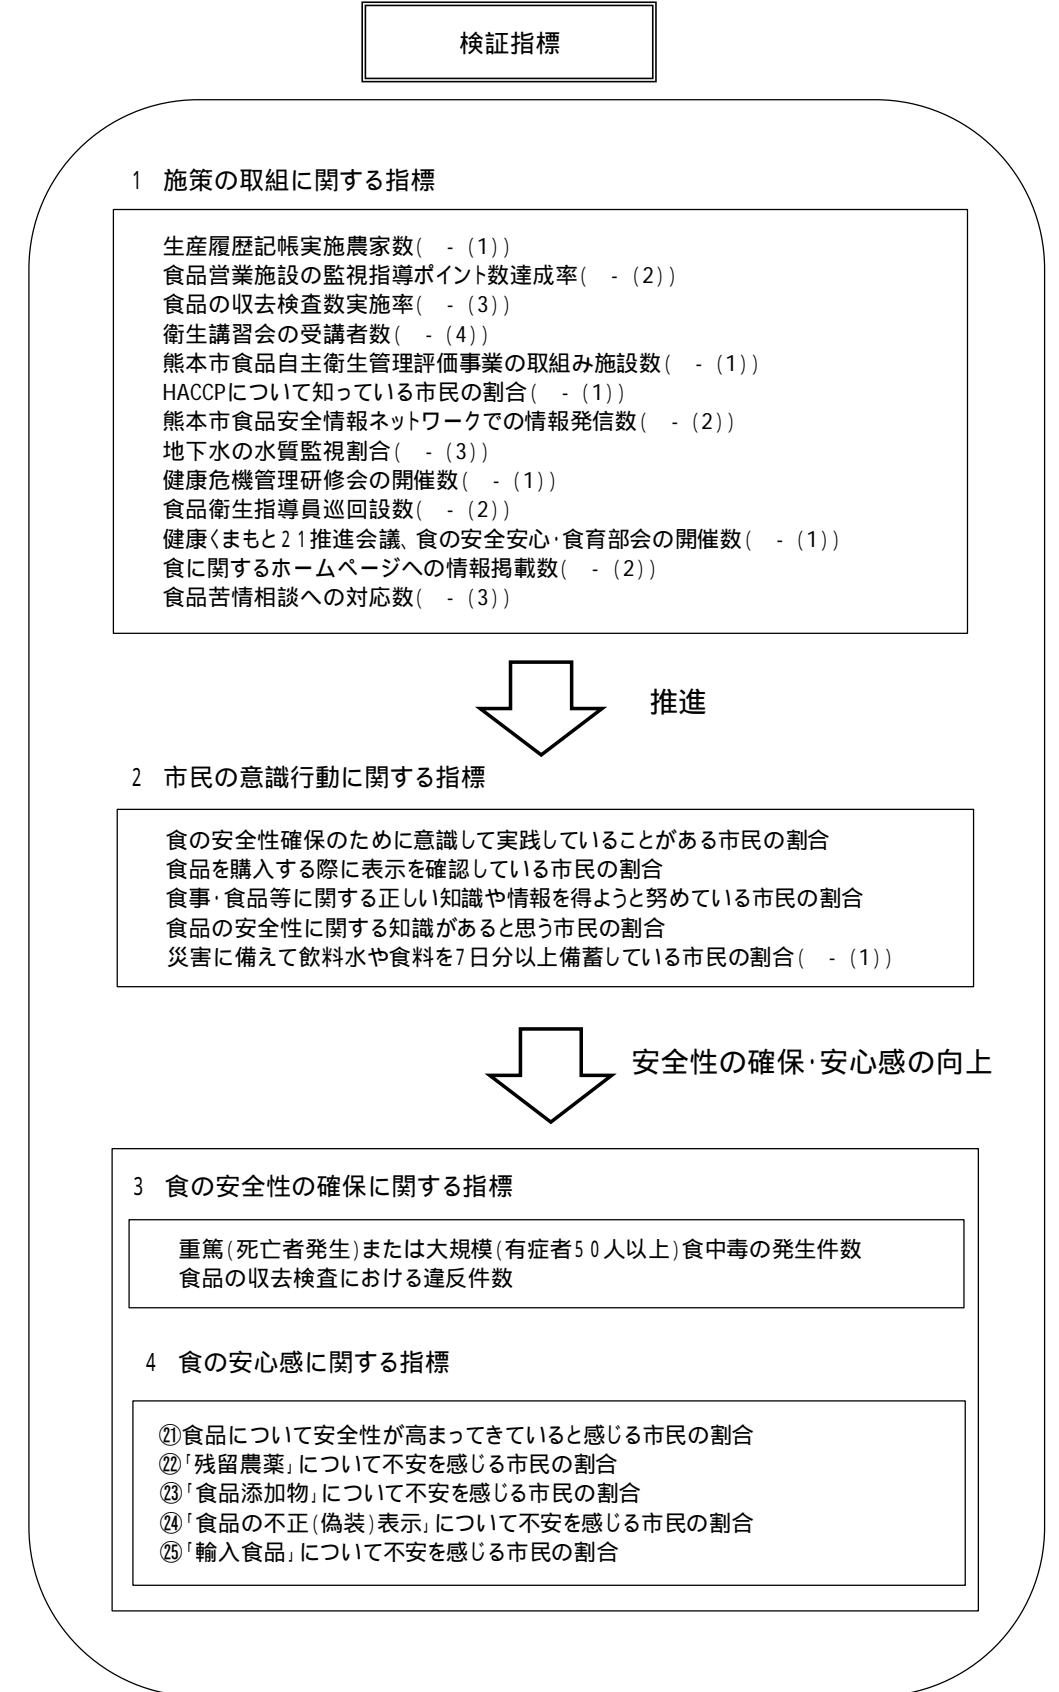 検証指標
1 施策の取組に関する指標
生産履歴記帳実施農家数( - (1))
食品営業施設の監視指導ポイント数達成率( - (2))
食品の収去検査数実施率( - (3))
衛生講習会の受講者数( - (4))
熊本市食品自主衛生管理評価事業の取組み施設数( - (1))
HACCPについて知っている市民の割合( - (1))
熊本市食品安全情報ネットワークでの情報発信数( - (2))
地下水の水質監視割合( - (3))
健康危機管理研修会の開催数( - (1))
食品衛生指導員巡回設数( - (2))
健康くまもと21推進会議、食の安全安心・食育部会の開催数( - (1))
食に関するホームページへの情報掲載数( - (2))
食品苦情相談への対応数( - (3))
推進
2 市民の意識行動に関する指標
食の安全性確保のために意識して実践していることがある市民の割合
食品を購入する際に表示を確認している市民の割合
食事・食品等に関する正しい知識や情報を得ようと努めている市民の割合
食品の安全性に関する知識があると思う市民の割合
災害に備えて飲料水や食料を7日分以上備蓄している市民の割合( - (1))
安全性の確保・安心感の向上
3 食の安全性の確保に関する指標
重篤(死亡者発生)または大規模(有症者50人以上)食中毒の発生件数
食品の収去検査における違反件数
4 食の安心感に関する指標
㉑食品について安全性が高まってきていると感じる市民の割合
㉒「残留農薬」について不安を感じる市民の割合
㉓「食品添加物」について不安を感じる市民の割合
㉔「食品の不正(偽装)表示」について不安を感じる市民の割合
㉕「輸入食品」について不安を感じる市民の割合